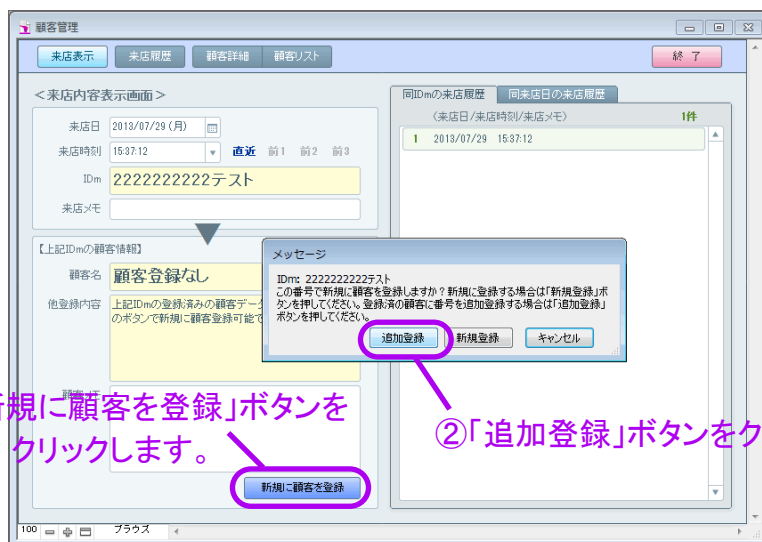 顧客管理
来店表示 来店履歴 顧客詳細 顧客リスト 終 了
<来店内容表示画面>
同IDmの来店履歴 同来店日の来店履歴
(来店日/来店時刻/来店メモ) 1件
来店日 2013/07/29 (月)
1 2013/07/29 15:37:12
来店時刻 15:37:12 直近 前1 前2 前3
IDm 2222222222テスト
来店メモ
【上記IDmの顧客情報】
顧客名 顧客登録なし
他登録内容 上記IDmの登録済みの顧客データ
のボタンで新規に顧客登録可能で
メッセージ
IDm: 2222222222テスト
この番号で新規に顧客を登録しますか?新規に登録する場合は「新規登録」ボ
タンを押してください。登録済の顧客に番号を追加登録する場合は「追加登録」
ボタンを押してください。
追加登録 新規登録 キャンセル
顧客メモ
規に顧客を登録」ボタンを
クリックします。
②「追加登録」ボタンをク
新規に顧客を登録
100 ブラウズ